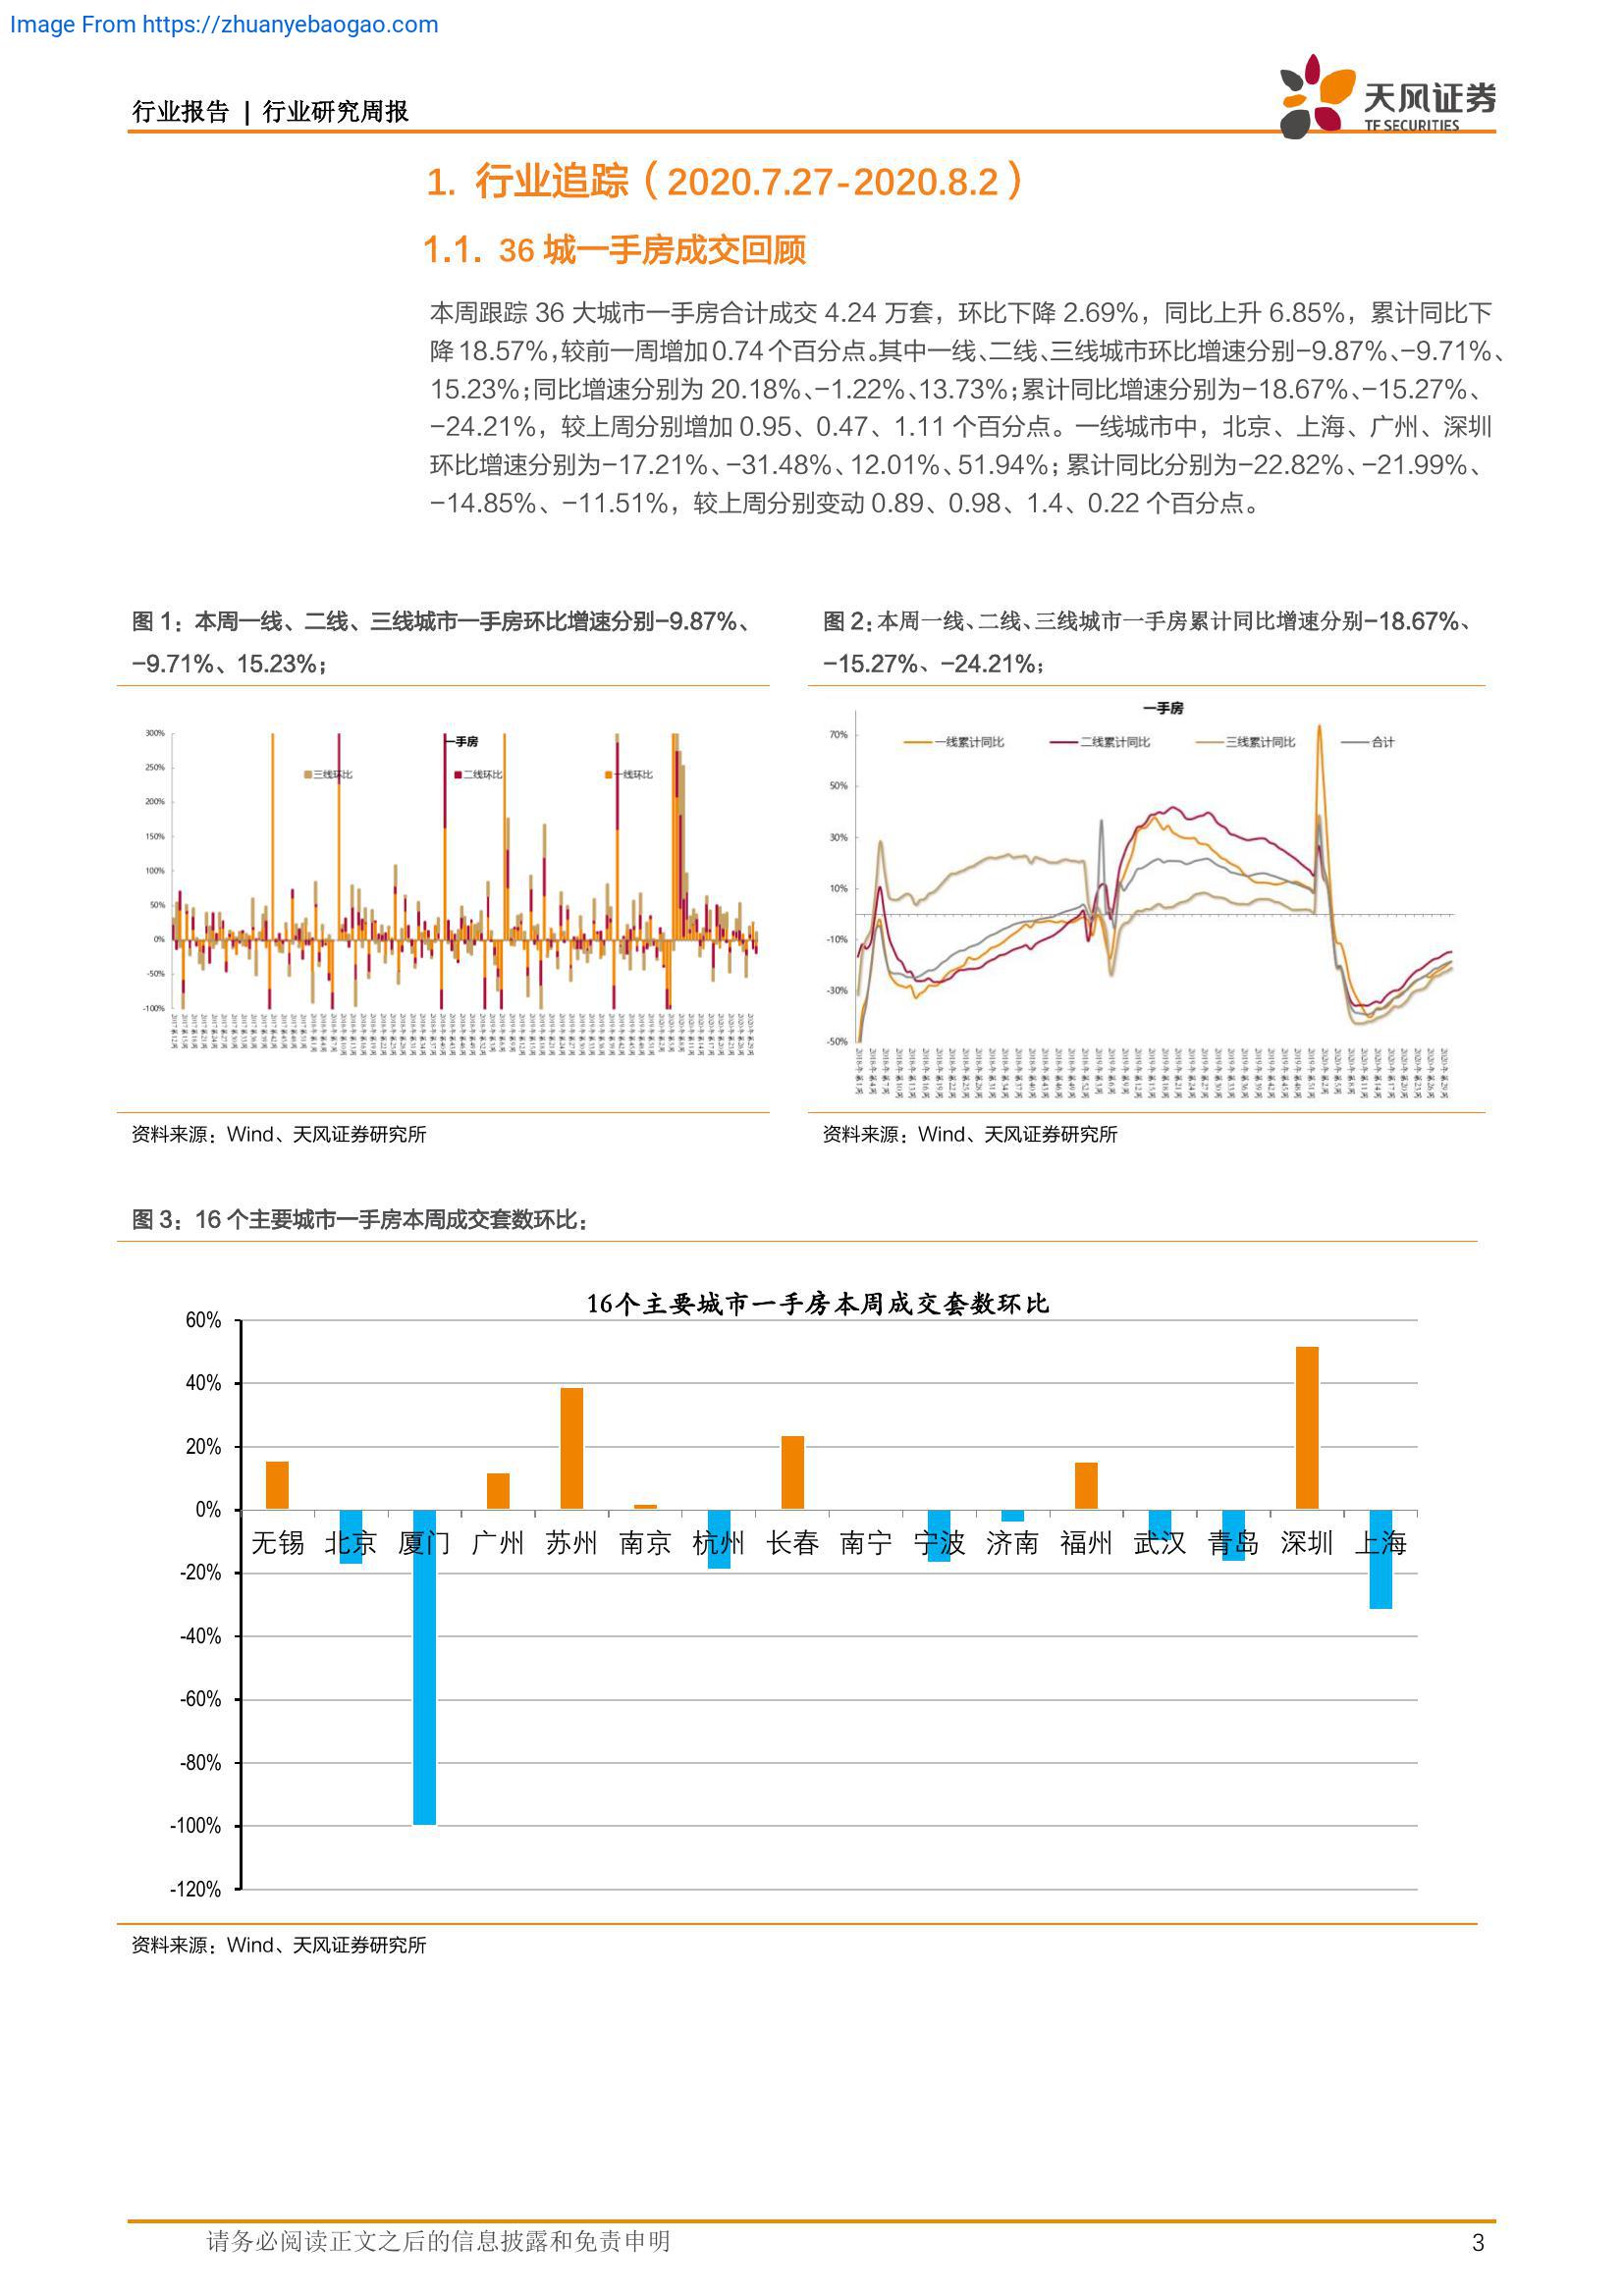 Image From https://zhuanyebaogao.com
行业报告 | 行业研究周报
天风证券
TF SECURITIES
1. 行业追踪（2020.7.27-2020.8.2）
1.1. 36 城一手房成交回顾
本周跟踪 36 大城市一手房合计成交 4.24 万套，环比下降 2.69%，同比上升 6.85%，累计同比下
降 18.57%，较前一周增加 0.74 个百分点。其中一线、二线、三线城市环比增速分别-9.87%、-9.71%、
15.23%；同比增速分别为 20.18%、-1.22%、13.73%；累计同比增速分别为-18.67%、-15.27%、
-24.21%，较上周分别增加 0.95、0.47、1.11 个百分点。一线城市中，北京、上海、广州、深圳
环比增速分别为-17.21%、-31.48%、12.01%、51.94%；累计同比分别为-22.82%、-21.99%、
-14.85%、-11.51%，较上周分别变动 0.89、0.98、1.4、0.22 个百分点。
图 1：本周一线、二线、三线城市一手房环比增速分别-9.87%、
-9.71%、15.23%；
图 2：本周一线、二线、三线城市一手房累计同比增速分别-18.67%、
-15.27%、-24.21%；
一手房
三线环比 二线环比 一线环比
300%
250%
200%
150%
100%
50%
0%
-50%
-100%
一手房
一线累计同比 二线累计同比 三线累计同比 合计
70%
50%
30%
10%
-10%
-30%
-50%
资料来源：Wind、天风证券研究所
资料来源：Wind、天风证券研究所
图 3：16 个主要城市一手房本周成交套数环比：
16个主要城市一手房本周成交套数环比
60%
40%
20%
0%
无锡 北京 厦门 广州 苏州 南京 杭州 长春 南宁 宁波 济南 福州 武汉 青岛 深圳 上海
-20%
-40%
-60%
-80%
-100%
-120%
资料来源：Wind、天风证券研究所
请务必阅读正文之后的信息披露和免责申明
3